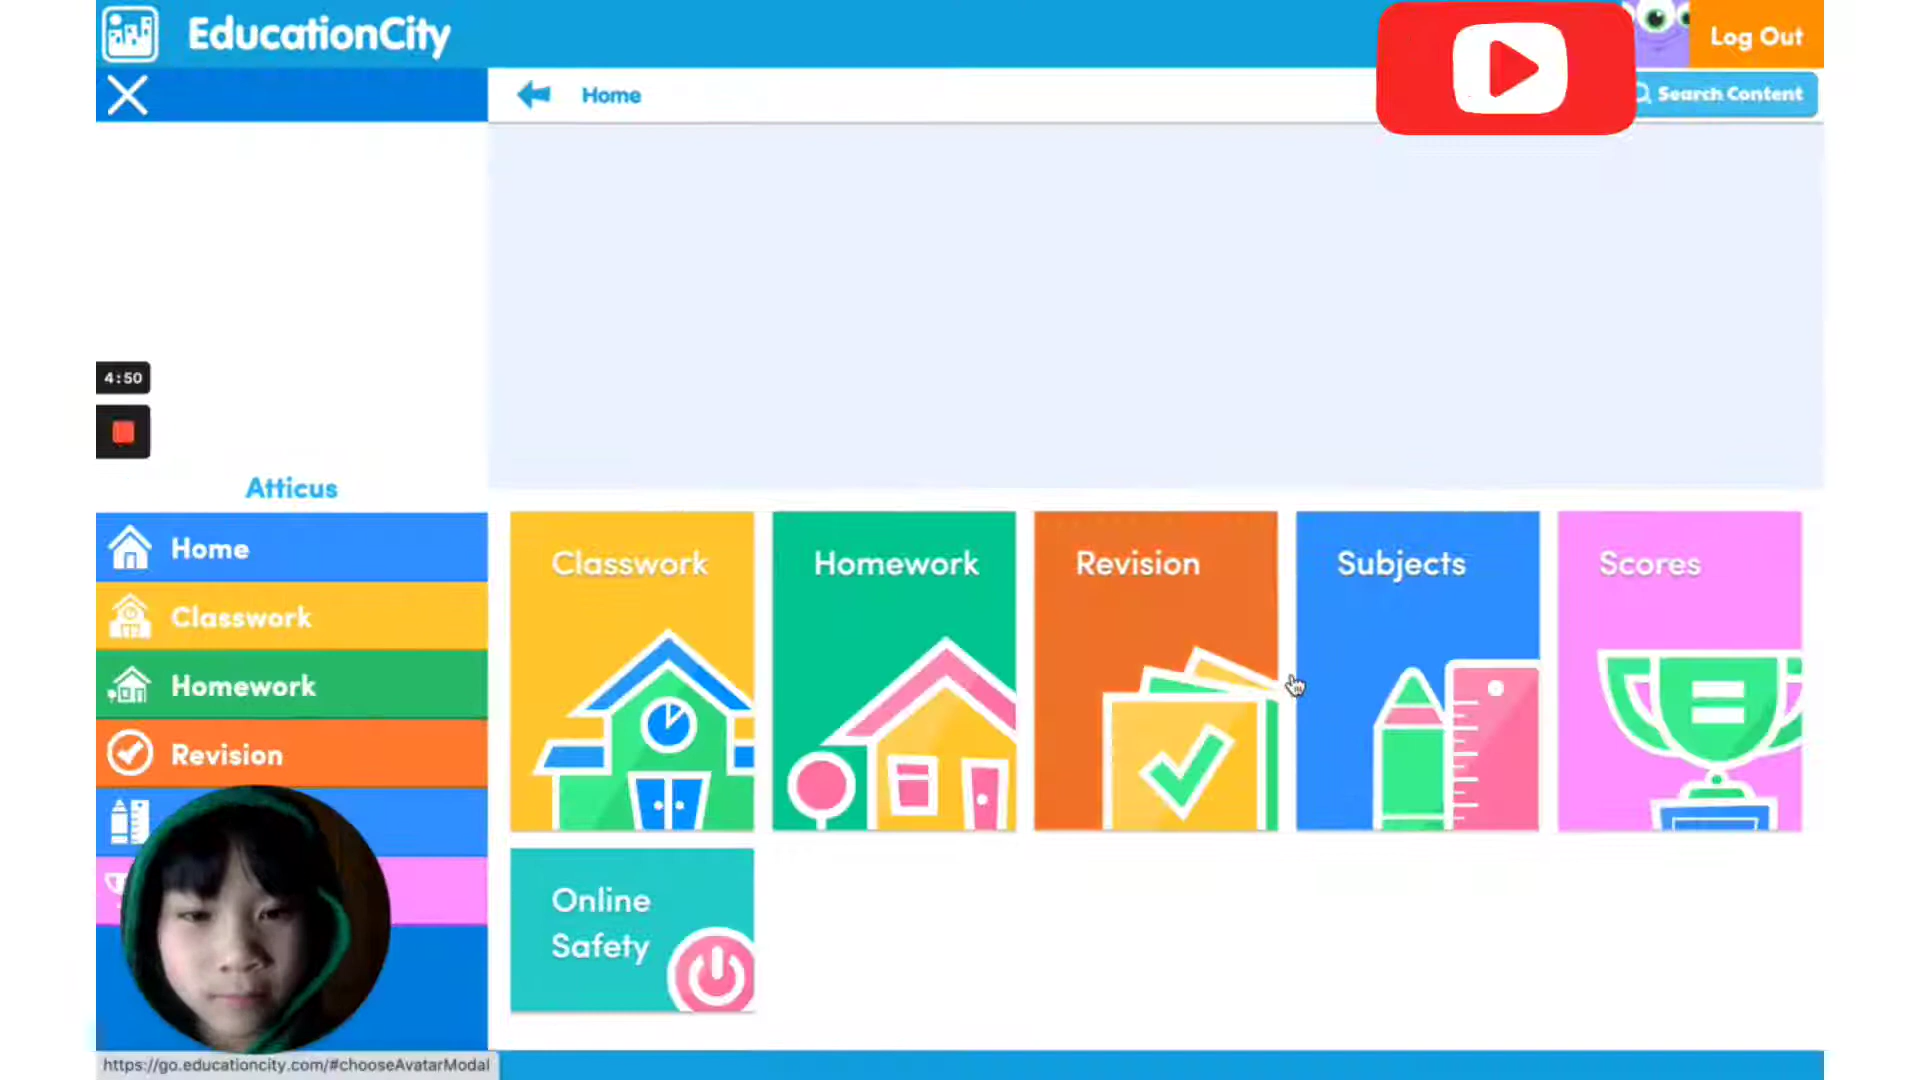 EducationCity
Log Out
Home
Search Content
4:50
Atticus
Home
Classwork
Homework
Revision
Classwork
Homework
Revision
Subjects
Scores
Online
Safety
https://go.educationcity.com/#chooseAvatarModal